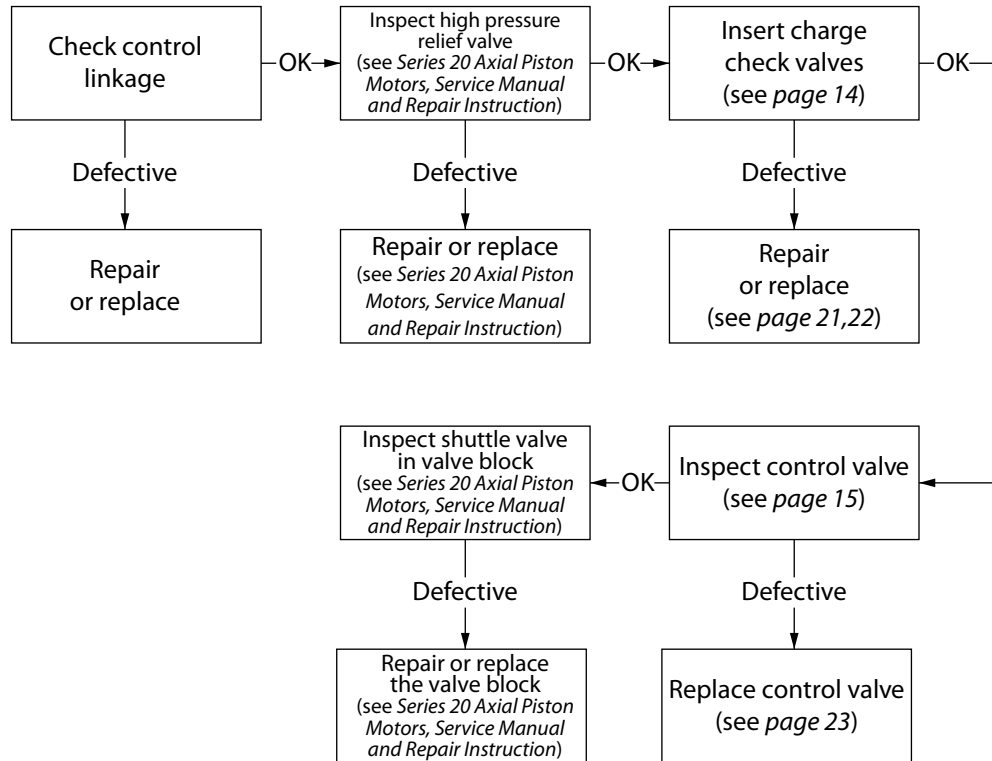 Check control
linkage
OK
Inspect high pressure
relief valve
(see Series 20 Axial Piston
Motors, Service Manual
and Repair Instruction)
OK
Insert charge
check valves
(see page 14)
OK
Defective
Defective
Defective
Repair
or replace
Repair or replace
(see Series 20 Axial Piston
Motors, Service Manual
and Repair Instruction)
Repair
or replace
(see page 21,22)
Inspect shuttle valve
in valve block
(see Series 20 Axial Piston
Motors, Service Manual
and Repair Instruction)
OK
Inspect control valve
(see page 15)
Defective
Defective
Repair or replace
the valve block
(see Series 20 Axial Piston
Motors, Service Manual
and Repair Instruction)
Replace control valve
(see page 23)